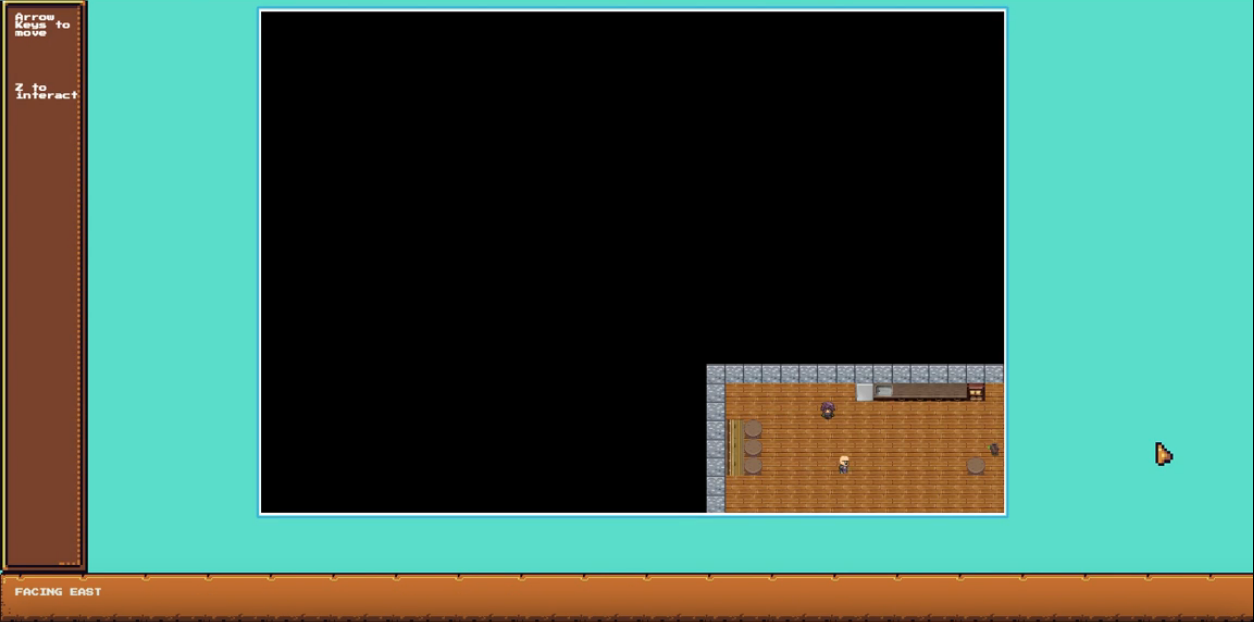 Arrow
Keys to
move
Z to
interact
FACING EAST